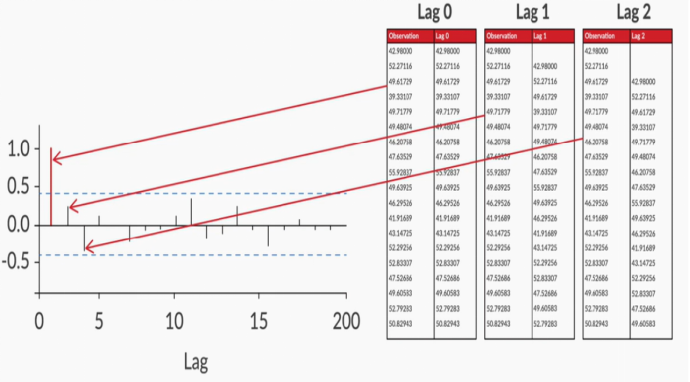 Lag 0 Lag 1 Lag 2
Observation Lag 0 Observation Lag 1 Observation Lag 2
42.98000 42.98000 42.98000 42.98000
52.27116 52.27116 52.27116 42.98000 52.27116
49.61729 49.61729 49.61729 52.27116 49.61729 42.98000
39.33107 39.33107 39.33107 49.61729 39.33107 52.27116
49.71779 49.71779 49.71779 39.33107 49.71779 49.61729
49.48074 49.48074 49.48074 49.71779 49.48074 39.33107
46.20758 46.20758 46.20758 49.48074 46.20758 49.71779
47.63529 47.63529 47.63529 46.20758 47.63529 49.48074
55.92837 55.92837 55.92837 47.63529 55.92837 46.20758
49.63925 49.63925 49.63925 55.92837 49.63925 47.63529
46.29526 46.29526 46.29526 49.63925 46.29526 55.92837
41.91689 41.91689 41.91689 46.29526 41.91689 49.63925
43.14725 43.14725 43.14725 41.91689 43.14725 46.29526
52.29256 52.29256 52.29256 43.14725 52.29256 41.91689
52.83307 52.83307 52.83307 52.29256 52.83307 43.14725
47.52686 47.52686 47.52686 52.83307 47.52686 52.29256
49.60583 49.60583 49.60583 47.52686 49.60583 52.83307
52.79283 52.79283 52.79283 49.60583 52.79283 47.52686
50.82943 50.82943 50.82943 52.79283 50.82943 49.60583
1.0
0.5
0.0
-0.5
0 5 10 15 200
Lag